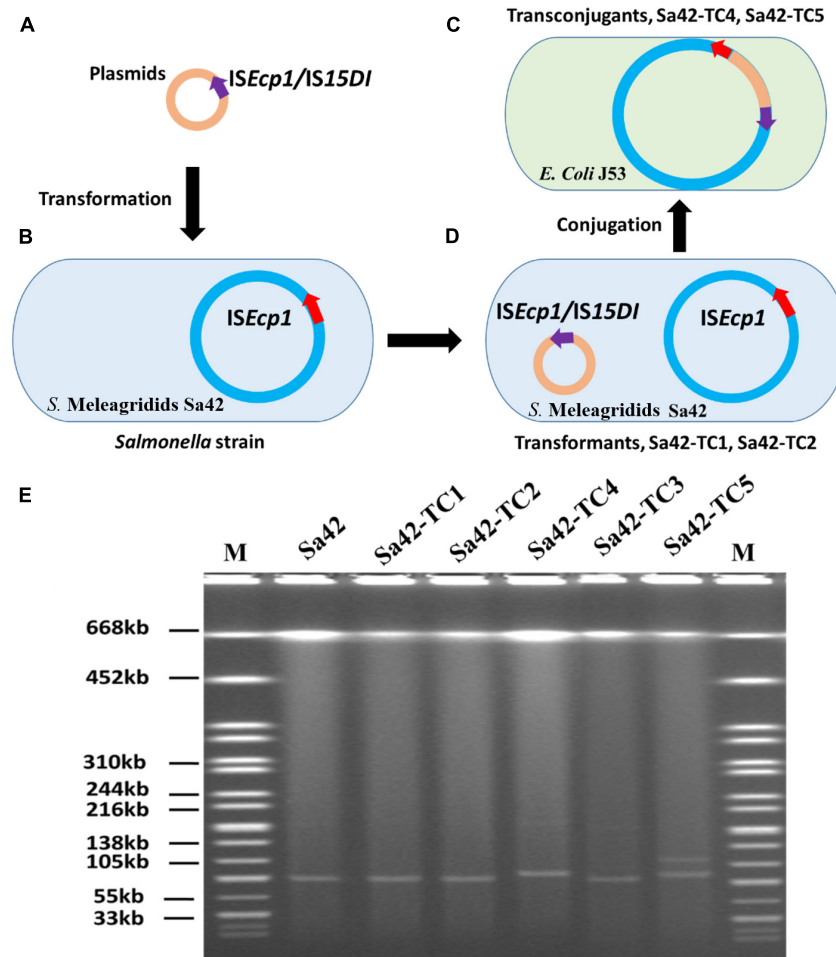 A
Plasmids
ISEcp1/IS15DI
Transformation
B
ISEcp1
S. Meleagridids Sa42
Salmonella strain
Transconjugants, Sa42-TC4, Sa42-TC5
C
E. Coli J53
Conjugation
D
ISEcp1/IS15DI
ISEcp1
S. Meleagridids Sa42
Transformants, Sa42-TC1, Sa42-TC2
E
M
Sa42
Sa42-TC1
Sa42-TC2
Sa42-TC4
Sa42-TC3
Sa42-TC5
M
668kb
452kb
310kb
244kb
216kb
138kb
105kb
55kb
33kb